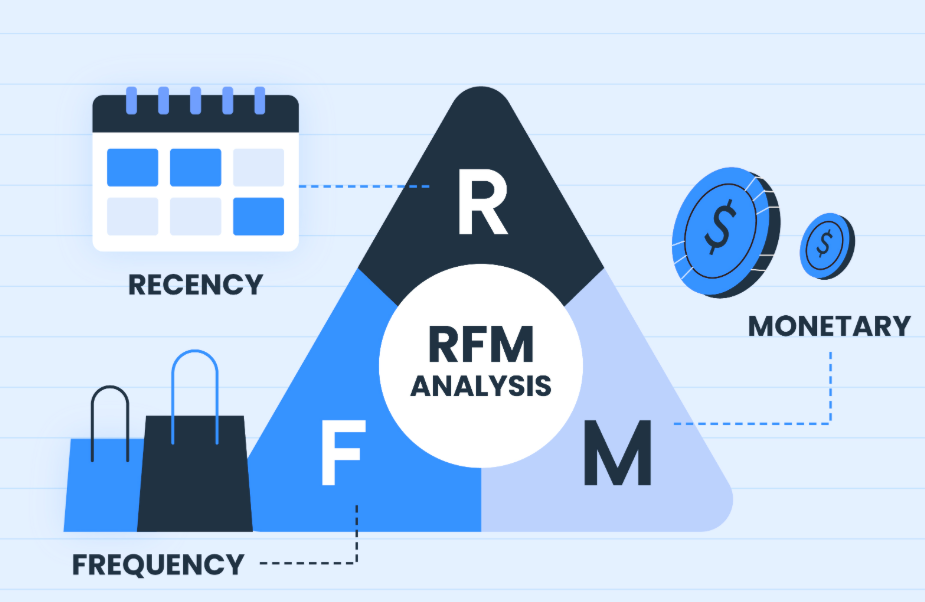 R
RECENCY
$
$
MONETARY
RFM
ANALYSIS
F
M
FREQUENCY